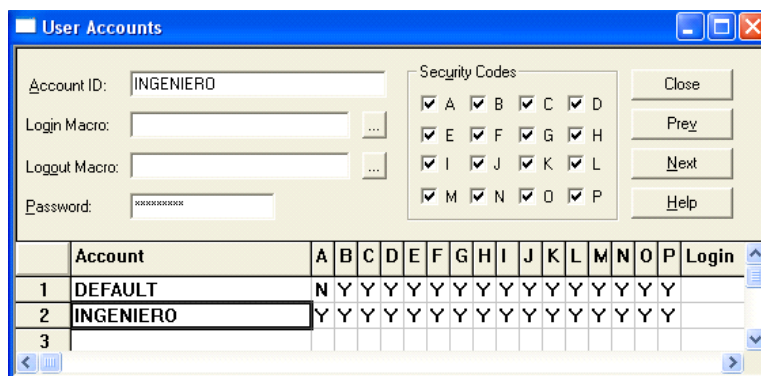 User Accounts
Account ID: INGENIERO
Login Macro: ...
Logout Macro: ...
Password: xxxxxxxxx
Security Codes
A B C D
E F G H
I J K L
M N O P
Close
Prev
Next
Help
Account A B C D E F G H I J K L M N O P Login
1 DEFAULT N Y Y Y Y Y Y Y Y Y Y Y Y Y Y Y
2 INGENIERO Y Y Y Y Y Y Y Y Y Y Y Y Y Y Y Y
3